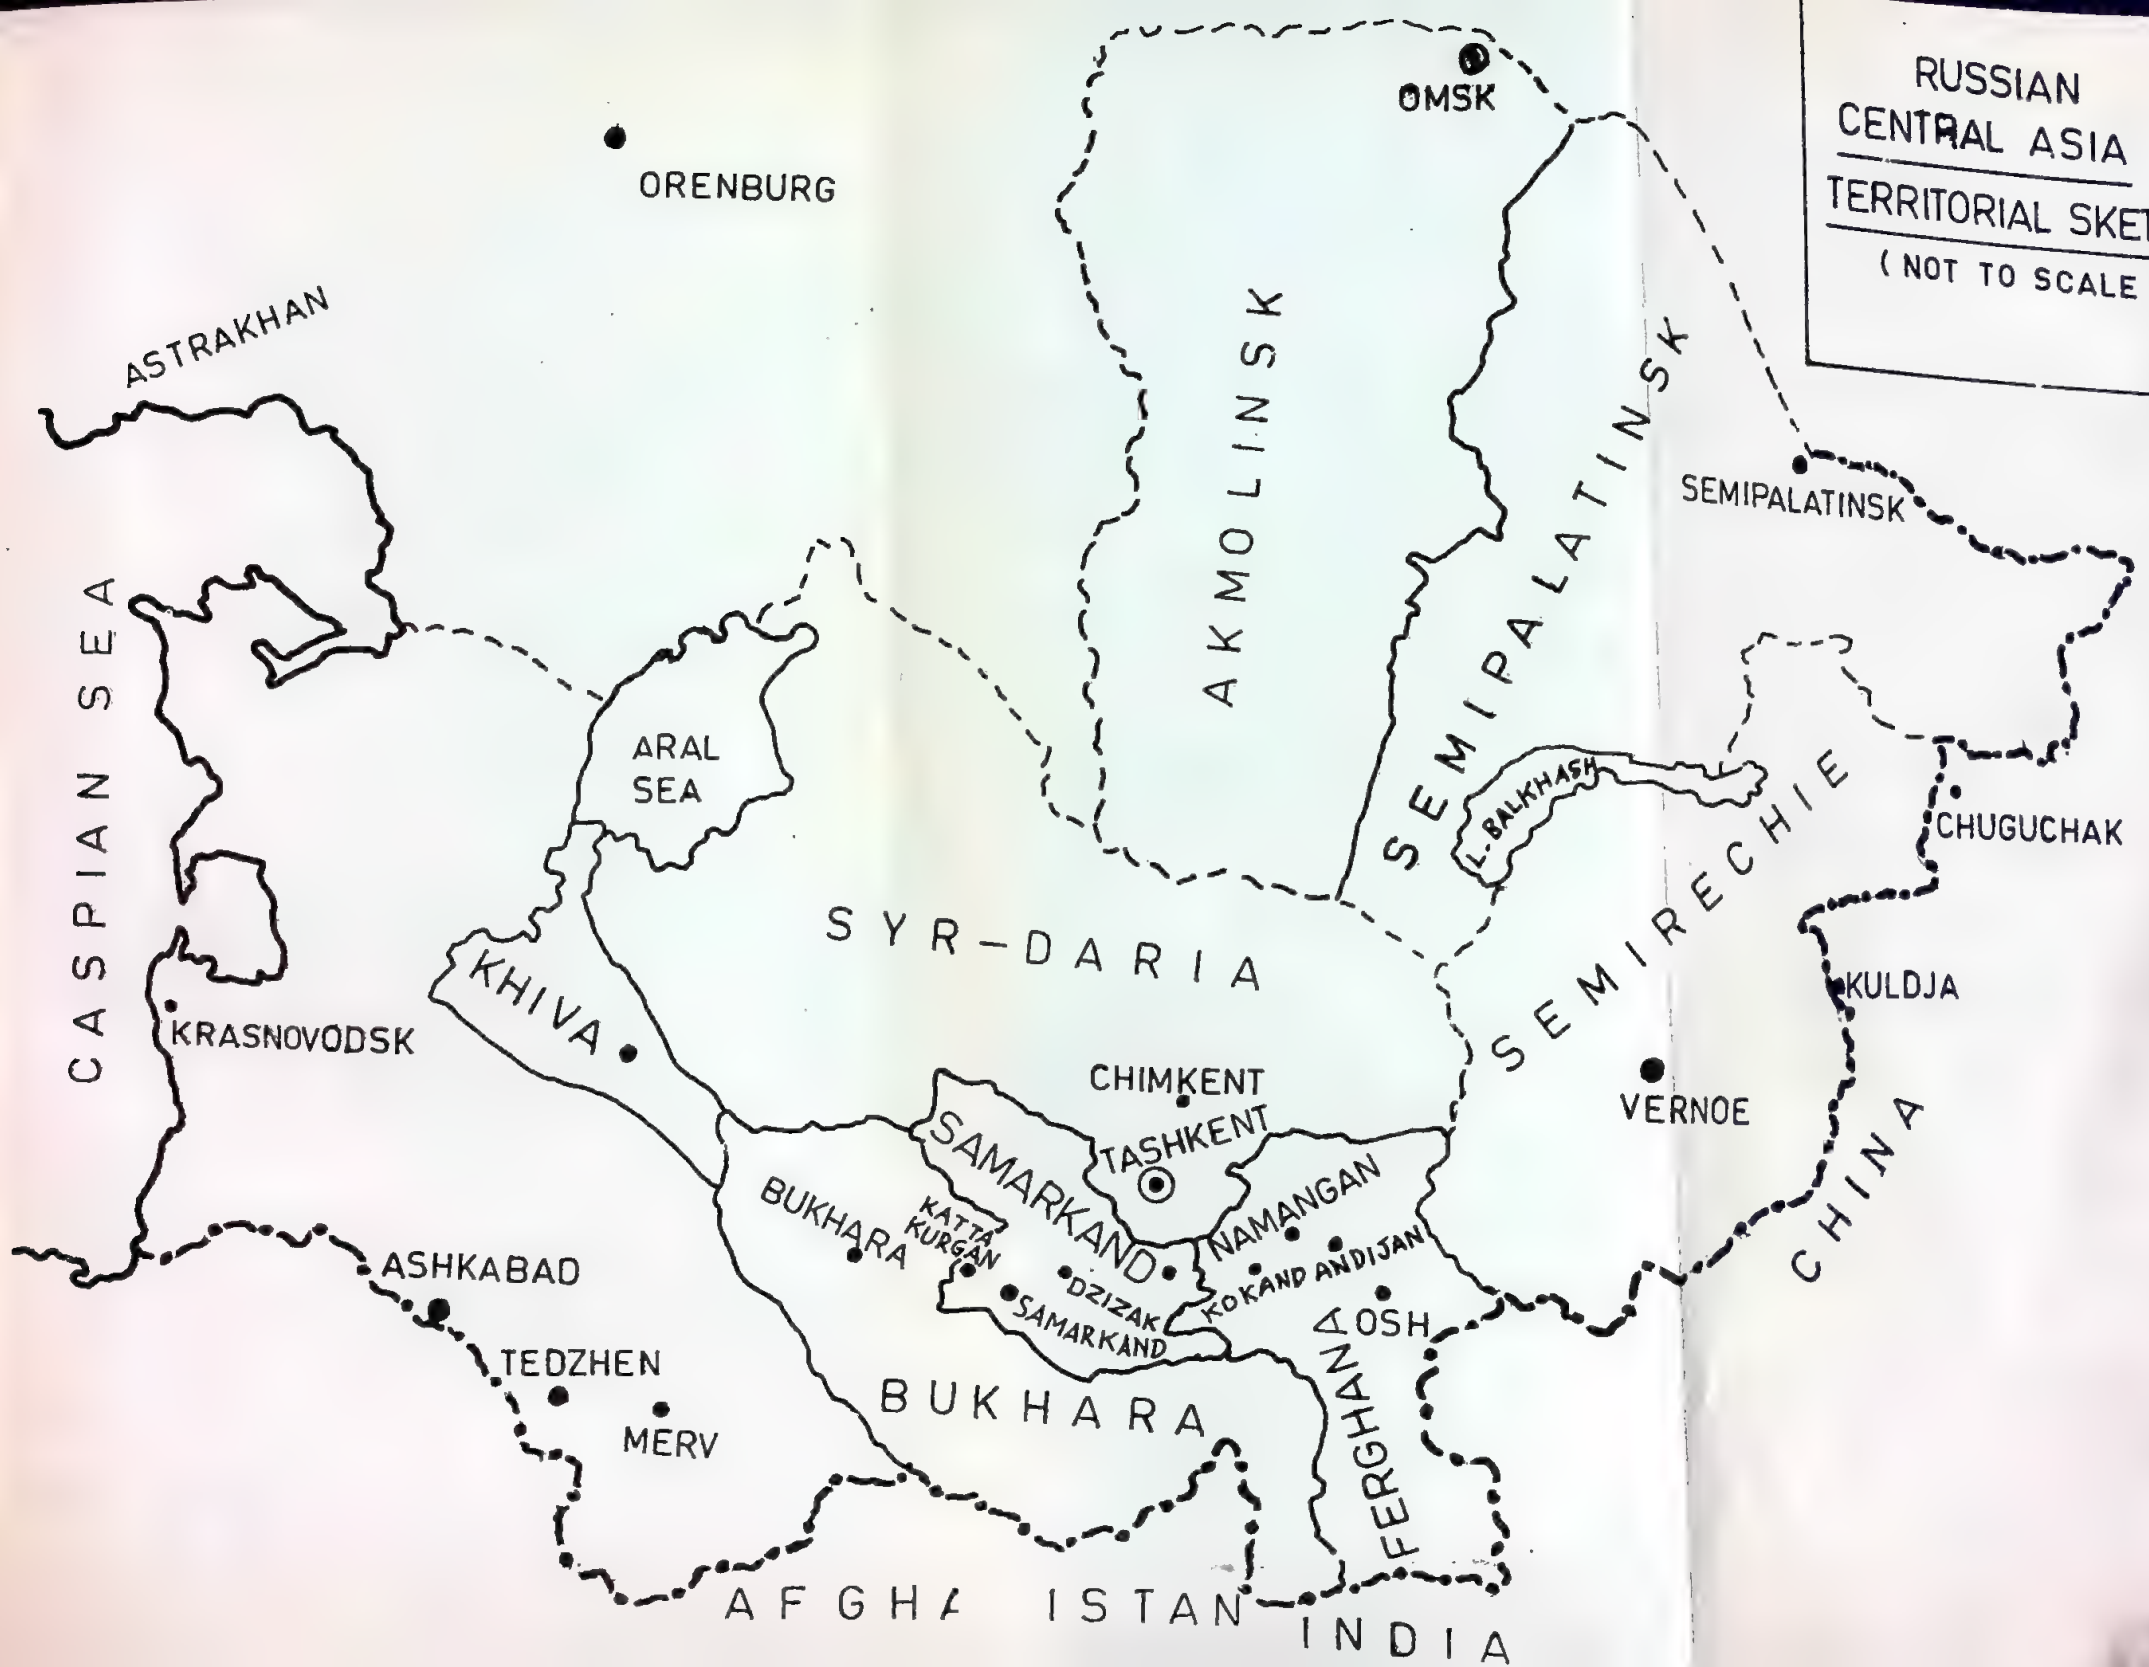 RUSSIAN
CENTRAL ASIA
TERRITORIAL SKET
( NOT TO SCALE
OMSK
ORENBURG
ASTRAKHAN
AKMOLINSK
SEMIPALATINSK
SEMIPALATINSK
CASPIAN SEA
ARAL
SEA
L. BALKHASH
SEMIRECHIE
CHUGUCHAK
SYR-DARIA
KHIVA
KULDJA
KRASNOVODSK
CHIMKENT
TASHKENT
VERNOE
CHINA
SAMARKAND
NAMANGAN
BUKHARA
KATTA
KURGAN
DZIZAK
SAMARKAND
KOKAND
ANDIJAN
OSH
ASHKABAD
TEDZHEN
MERV
BUKHARA
FERGHANA
AFGHA ISTAN
INDIA